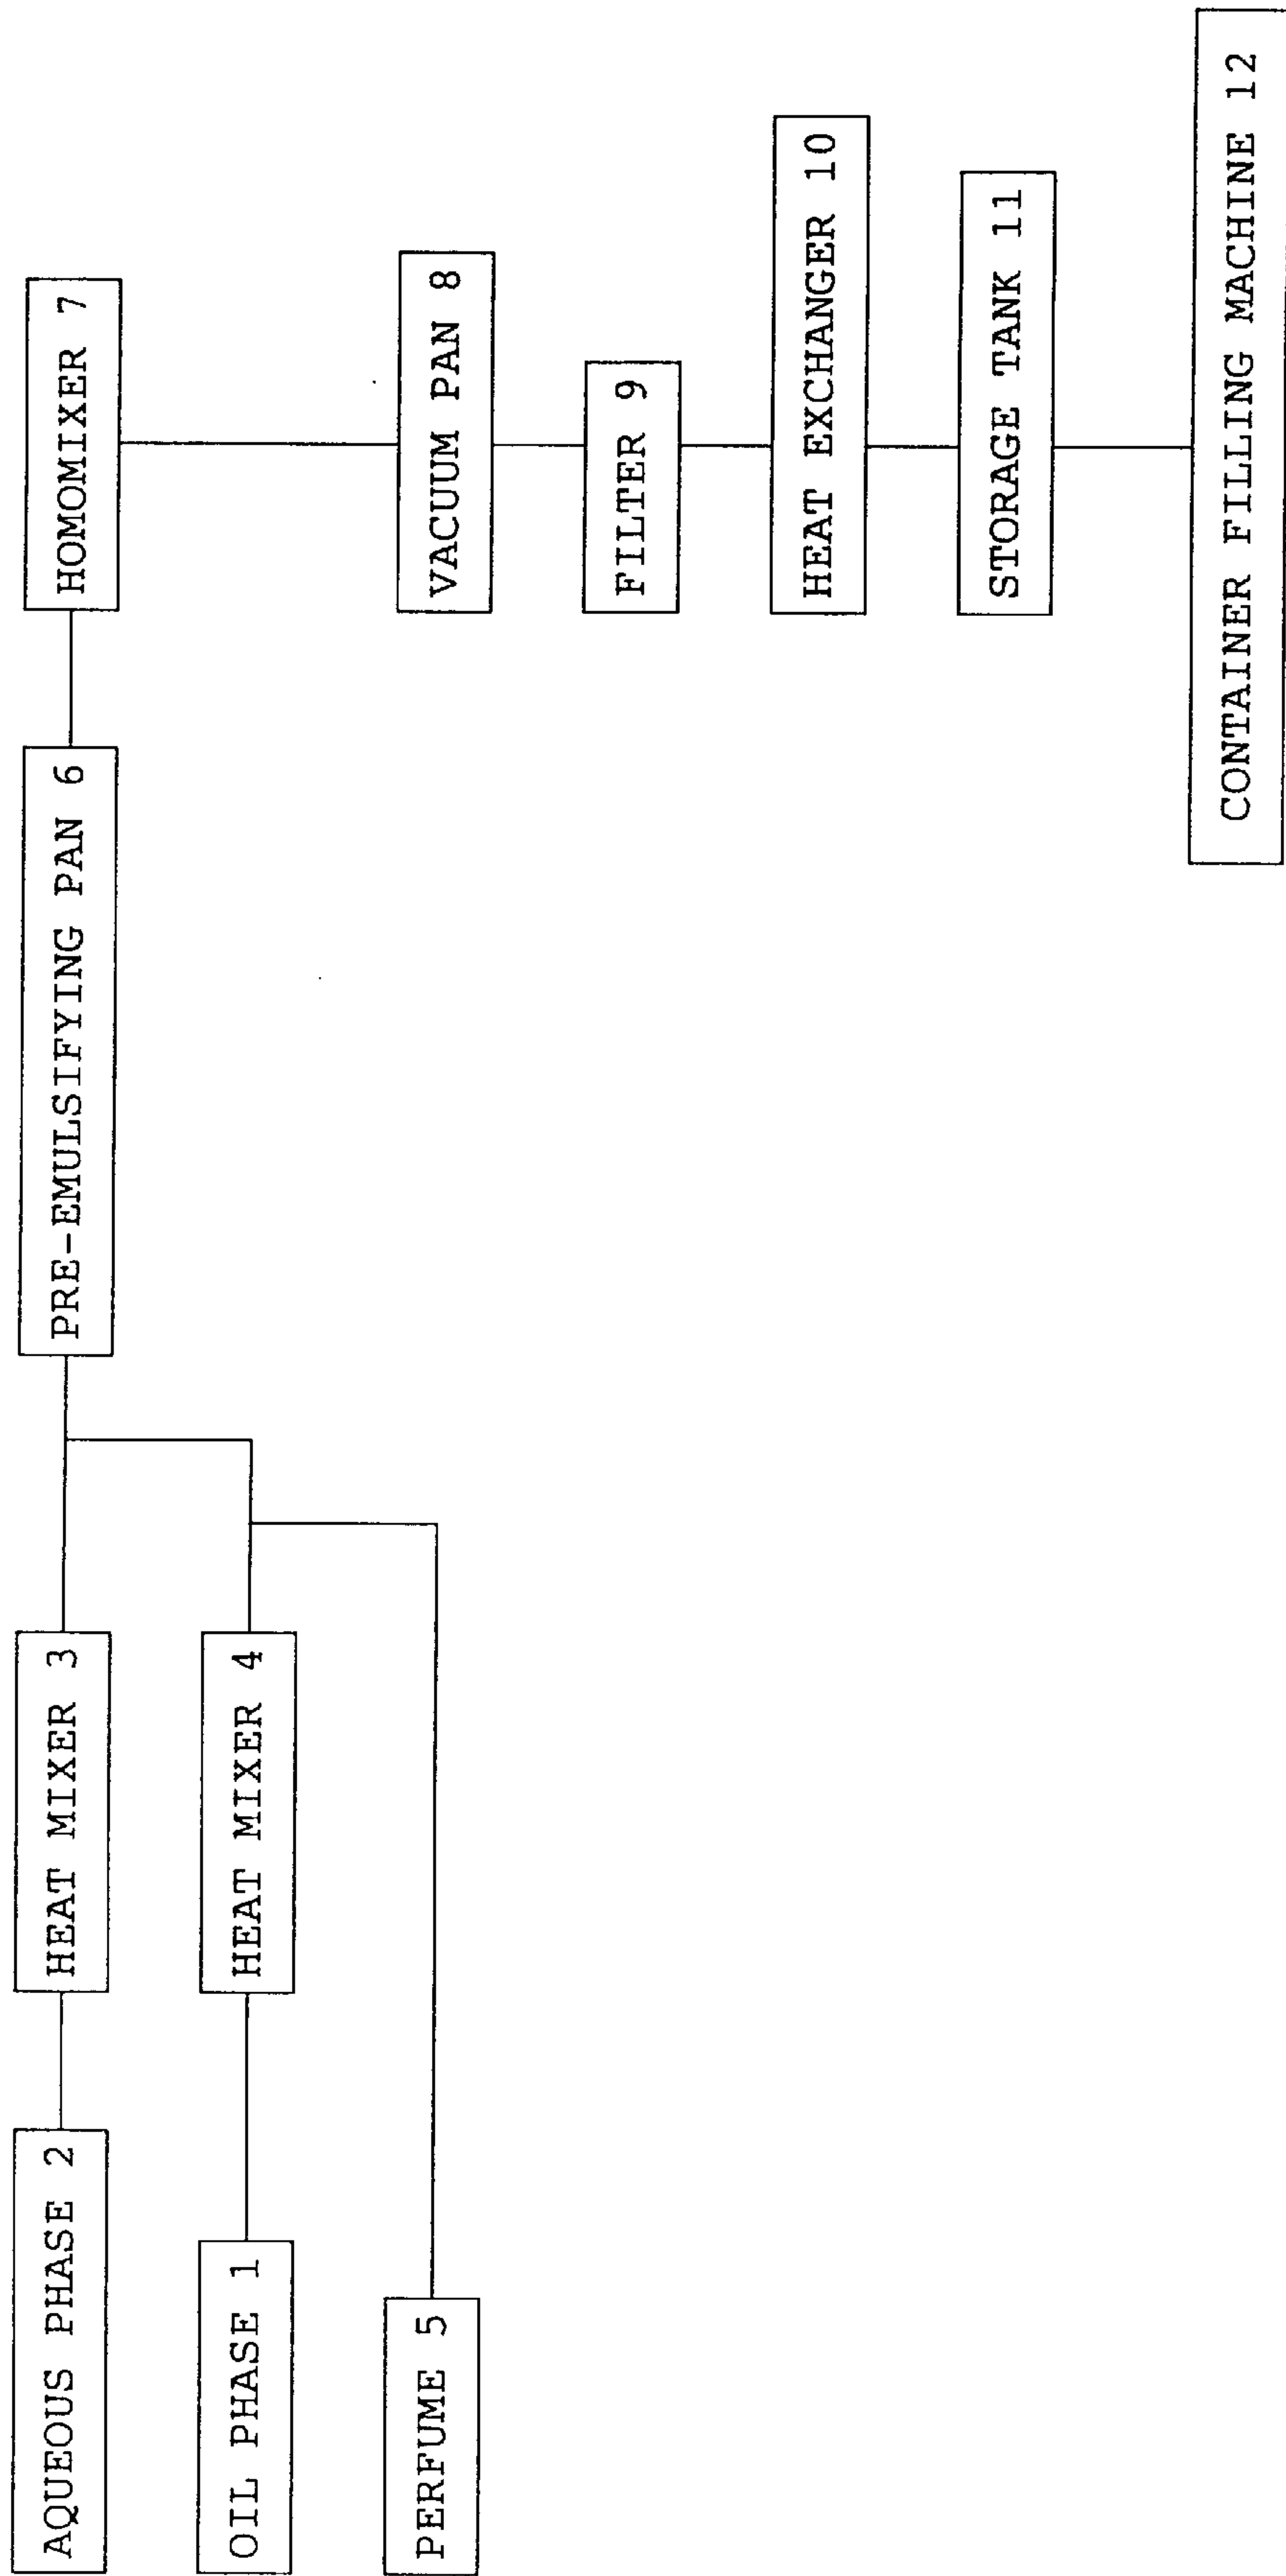 AQUEOUS PHASE 2
HEAT MIXER 3
PRE-EMULSIFYING PAN 6
HOMOMIXER 7
OIL PHASE 1
HEAT MIXER 4
PERFUME 5
VACUUM PAN 8
FILTER 9
HEAT EXCHANGER 10
STORAGE TANK 11
CONTAINER FILLING MACHINE 12